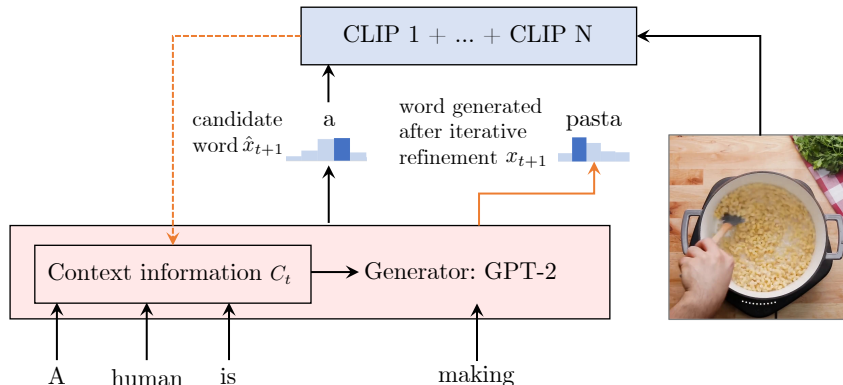 CLIP 1 + ... + CLIP N
candidate
word x̂ₜ₊₁
a
word generated
after iterative
refinement xₜ₊₁
pasta
Context information Cₜ
Generator: GPT-2
A human is making